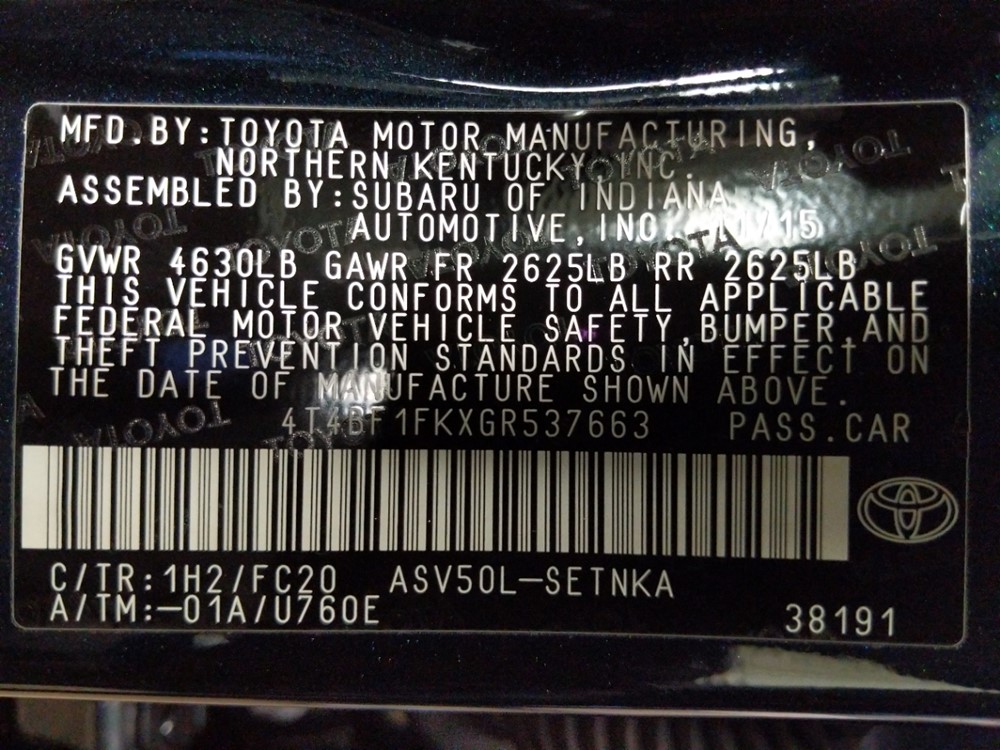 MFD.BY:TOYOTA MOTOR MANUFACTURING,
NORTHERN KENTUCKY, INC.
ASSEMBLED BY:SUBARU OF INDIANA
AUTOMOTIVE,INC. 11/15
GVWR 4630LB GAWR FR 2625LB RR 2625LB
THIS VEHICLE CONFORMS TO ALL APPLICABLE
FEDERAL MOTOR VEHICLE SAFETY,BUMPER,AND
THEFT PREVENTION STANDARDS IN EFFECT ON
THE DATE OF MANUFACTURE SHOWN ABOVE.
4T4BF1FKXGR537663 PASS.CAR
C/TR:1H2/FC20 ASV50L-SETNKA
A/TM:-01A/U760E
38191